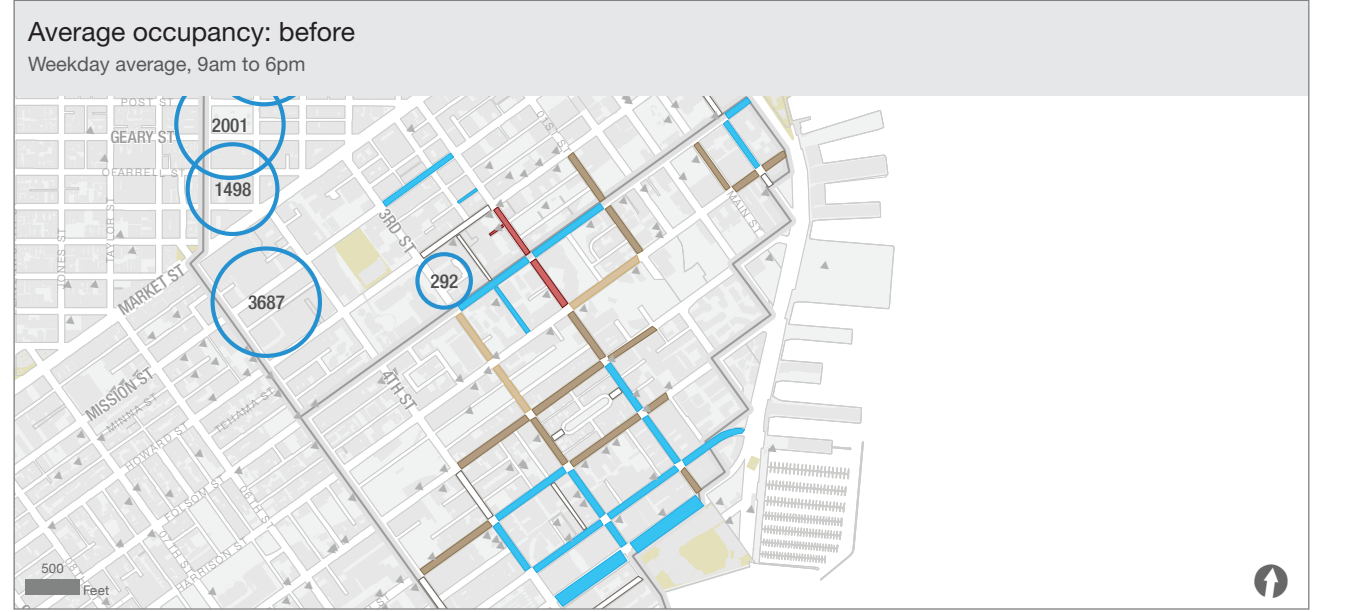 Average occupancy: before
Weekday average, 9am to 6pm
POST ST
2001
GEARY ST
OFARRELL ST
1498
TAYLOR ST
JONES ST
3RD ST
MAIN ST
292
MARKET ST
3687
4TH ST
MISSION ST
MINNA ST
TEHAMA ST
HOWARD ST
FOLSOM ST
06TH S
07TH ST
HARRISON S
500
Feet